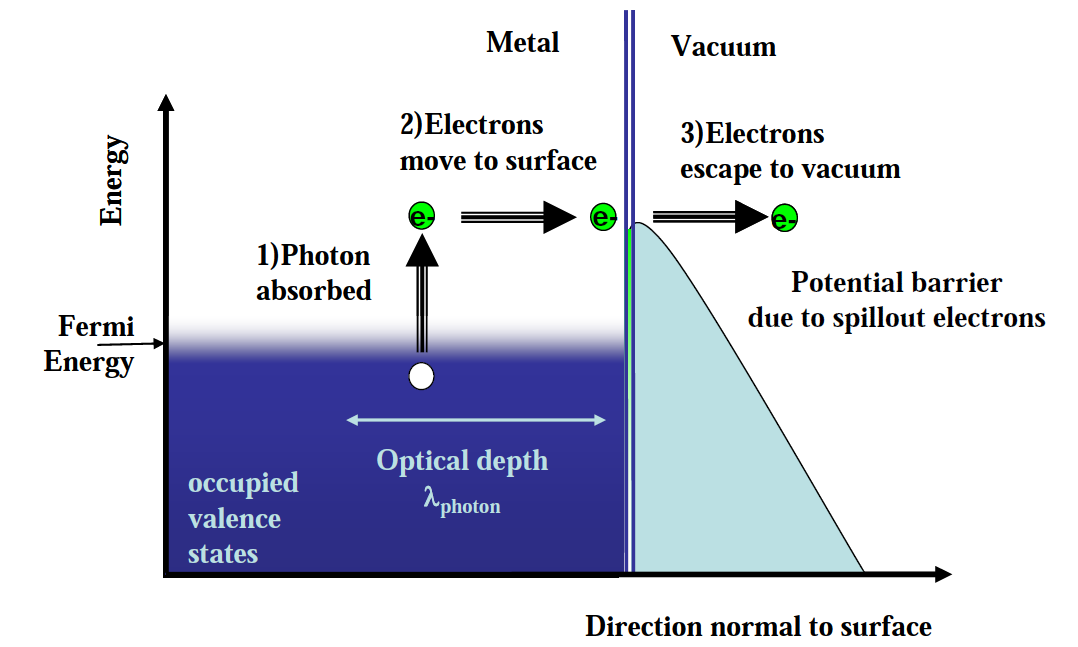 Metal
Vacuum
2)Electrons
move to surface
3)Electrons
escape to vacuum
Energy
e-
e-
e-
1)Photon
absorbed
Potential barrier
due to spillout electrons
Fermi
Energy
Optical depth
λphoton
occupied
valence
states
Direction normal to surface